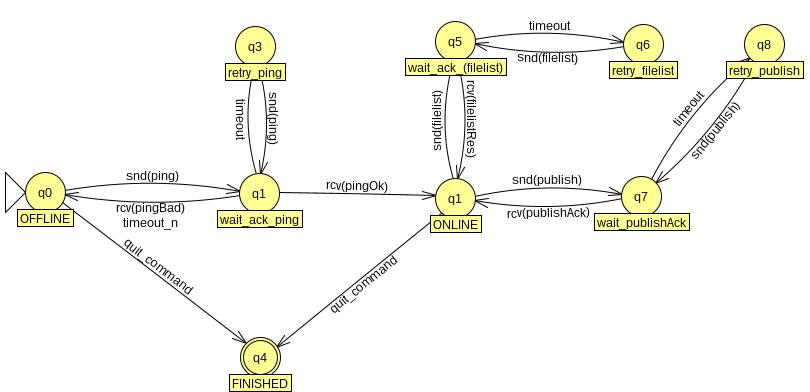 q3
retry_ping
timeout
snd(ping)
q5
wait_ack_(filelist)
timeout
snd(filelist)
q6
retry_filelist
q8
retry_publish
snd(filelist)
rcv(filelistRes)
timeout
snd(publish)
q0
OFFLINE
snd(ping)
rcv(pingBad)
timeout_n
q1
wait_ack_ping
rcv(pingOk)
q1
ONLINE
snd(publish)
rcv(publishAck)
q7
wait_publishAck
quit_command
quit_command
q4
FINISHED